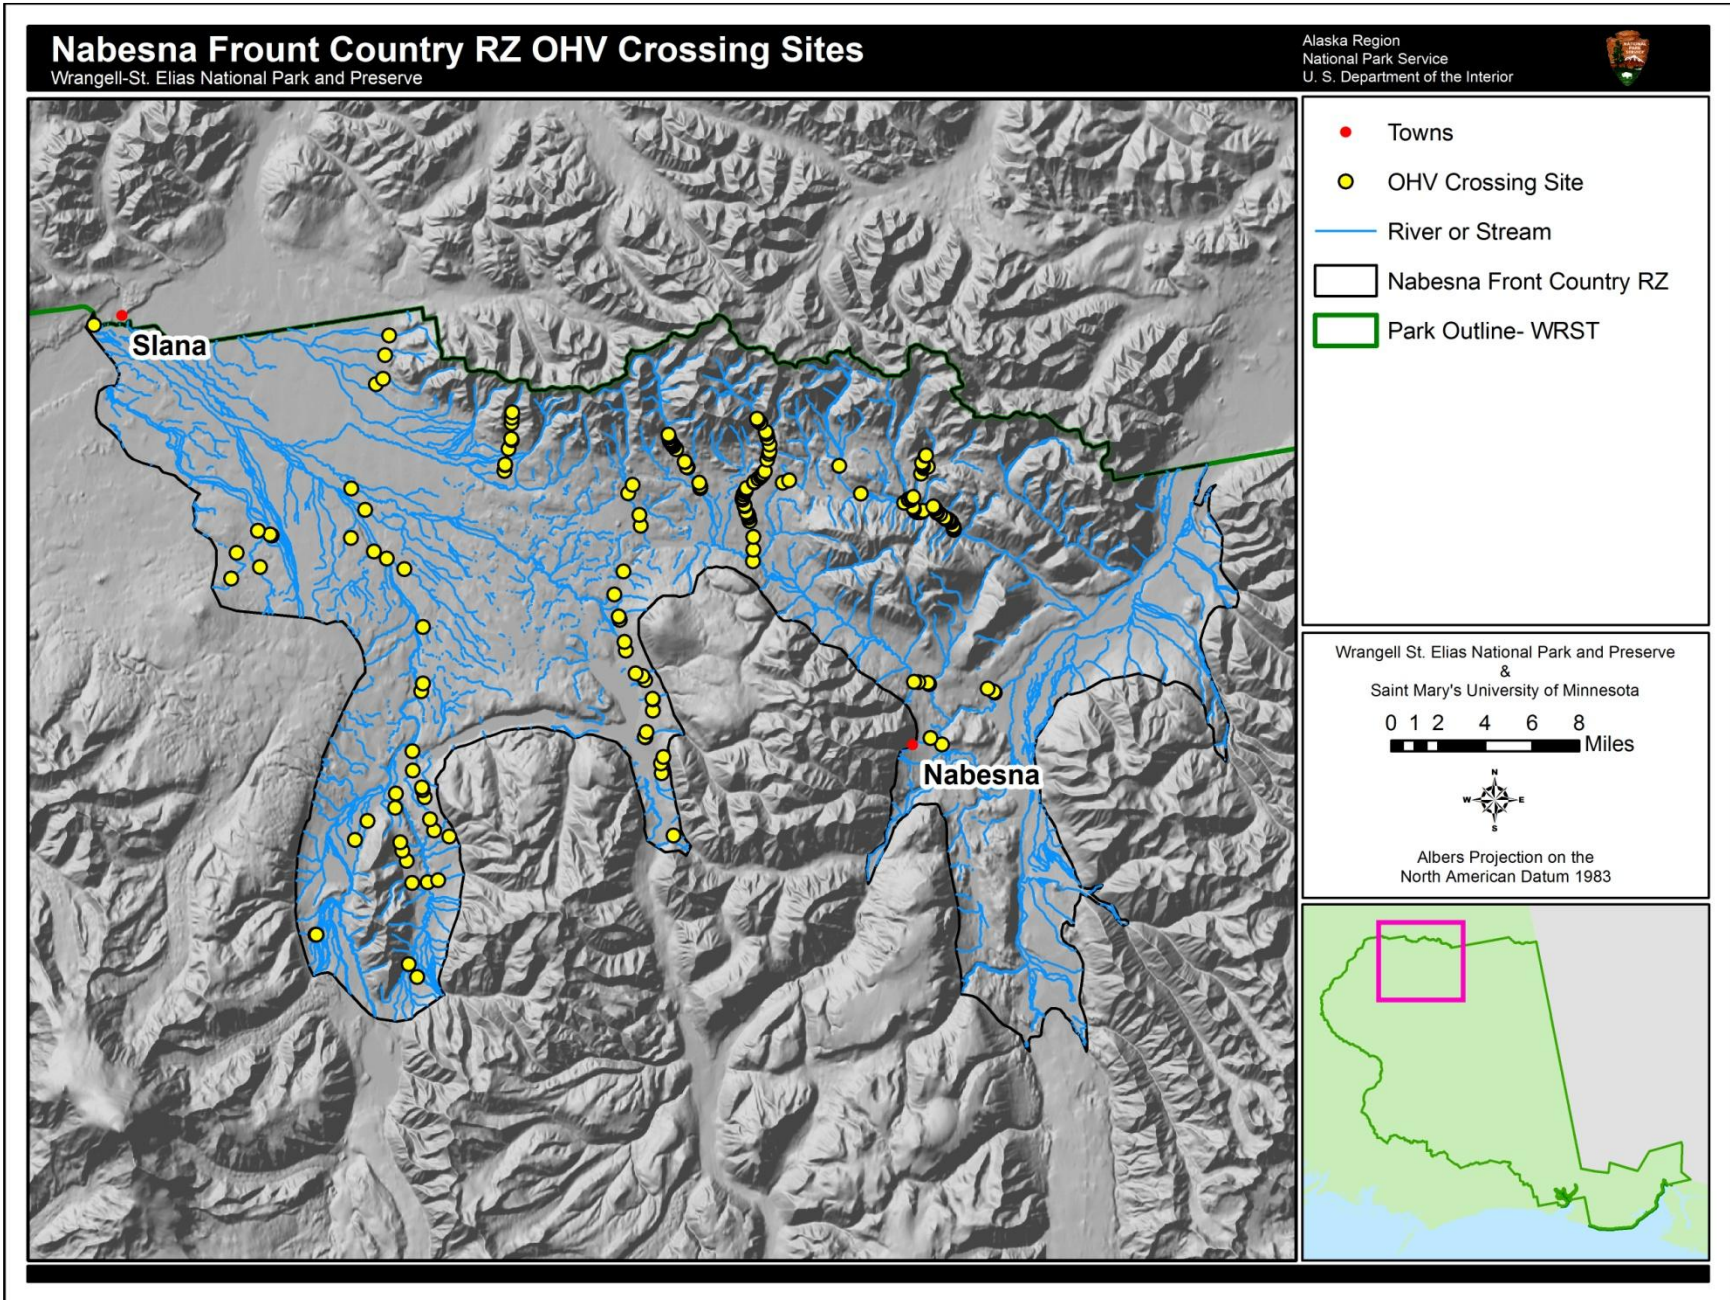 Nabesna Frount Country RZ OHV Crossing Sites
Wrangell-St. Elias National Park and Preserve
Alaska Region
National Park Service
U. S. Department of the Interior
Towns
OHV Crossing Site
River or Stream
Nabesna Front Country RZ
Park Outline- WRST
Slana
Nabesna
Wrangell St. Elias National Park and Preserve
&
Saint Mary's University of Minnesota
0 1 2 4 6 8
Miles
N
W E
S
Albers Projection on the
North American Datum 1983